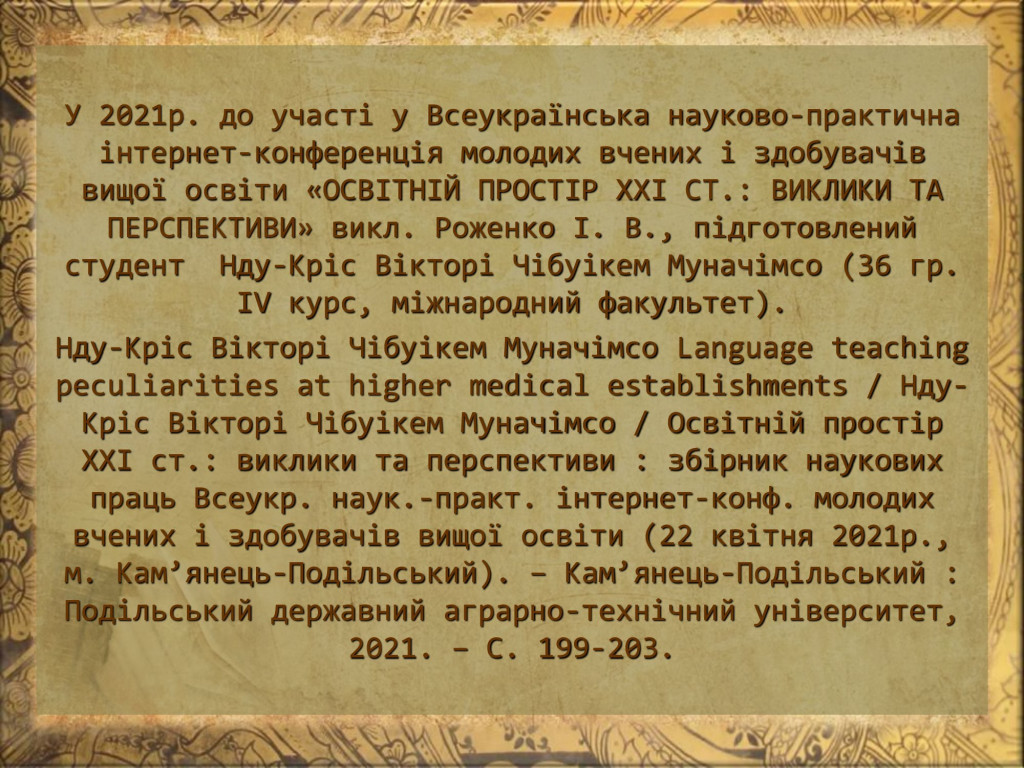 У 2021р. до участі у Всеукраїнська науково-практична
інтернет-конференція молодих вчених і здобувачів
вищої освіти «ОСВІТНІЙ ПРОСТІР ХХІ СТ.: ВИКЛИКИ ТА
ПЕРСПЕКТИВИ» викл. Роженко І. В., підготовлений
студент Нду-Кріс Вікторі Чібуікем Муначімсо (36 гр.
IV курс, міжнародний факультет).
Нду-Кріс Вікторі Чібуікем Муначімсо Language teaching
peculiarities at higher medical establishments / Нду-
Кріс Вікторі Чібуікем Муначімсо / Освітній простір
ХХІ ст.: виклики та перспективи : збірник наукових
праць Всеукр. наук.-практ. інтернет-конф. молодих
вчених і здобувачів вищої освіти (22 квітня 2021р.,
м. Кам’янець-Подільський). – Кам’янець-Подільський :
Подільський державний аграрно-технічний університет,
2021. – С. 199-203.